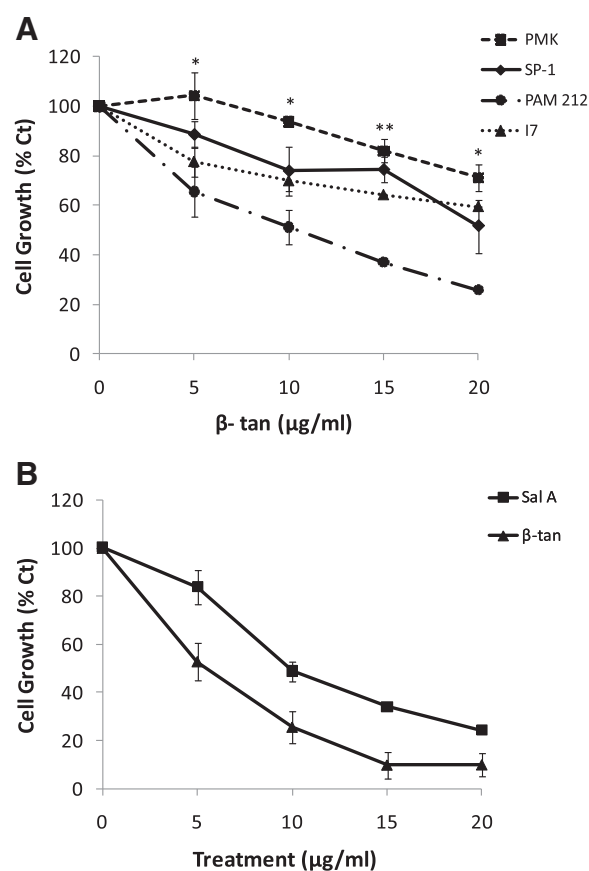 A
PMK
SP-1
PAM 212
I7
120
100
80
60
40
20
0
Cell Growth (% Ct)
*
*
**
*
0 5 10 15 20
β- tan (µg/ml)
B
Sal A
β-tan
120
100
80
60
40
20
0
Cell Growth (% Ct)
0 5 10 15 20
Treatment (µg/ml)